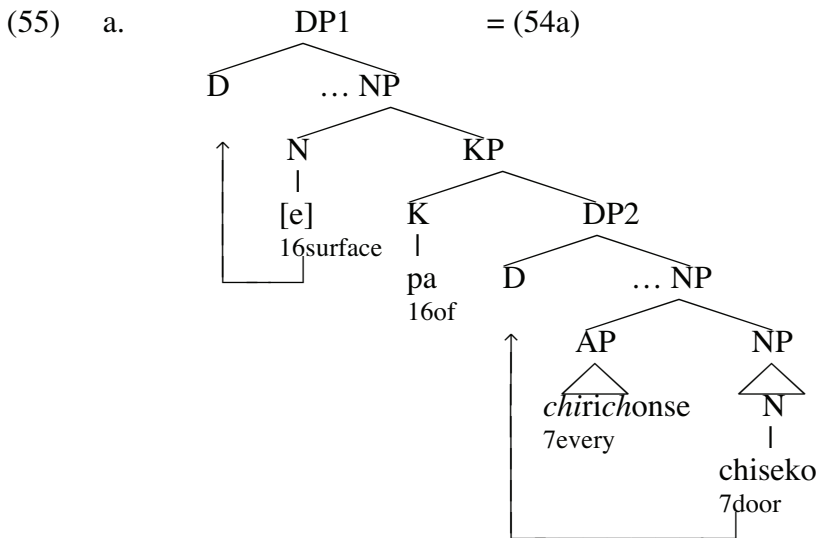 (55) a. DP1 = (54a)
D … NP
N KP
[e] K DP2
16surface
pa D … NP
16of
AP NP
chirichonse N
7every
chiseko
7door